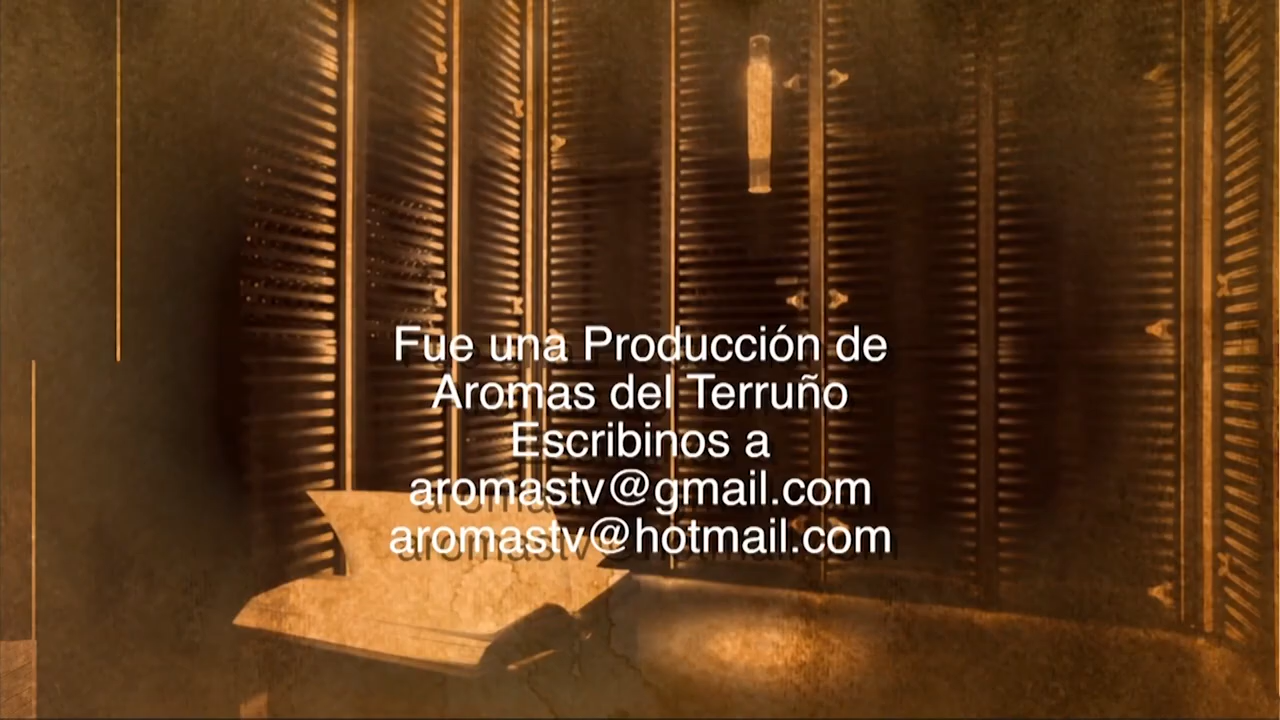 Fue una Producción de
Aromas del Terruño
Escribinos a
aromastv@gmail.com
aromastv@hotmail.com